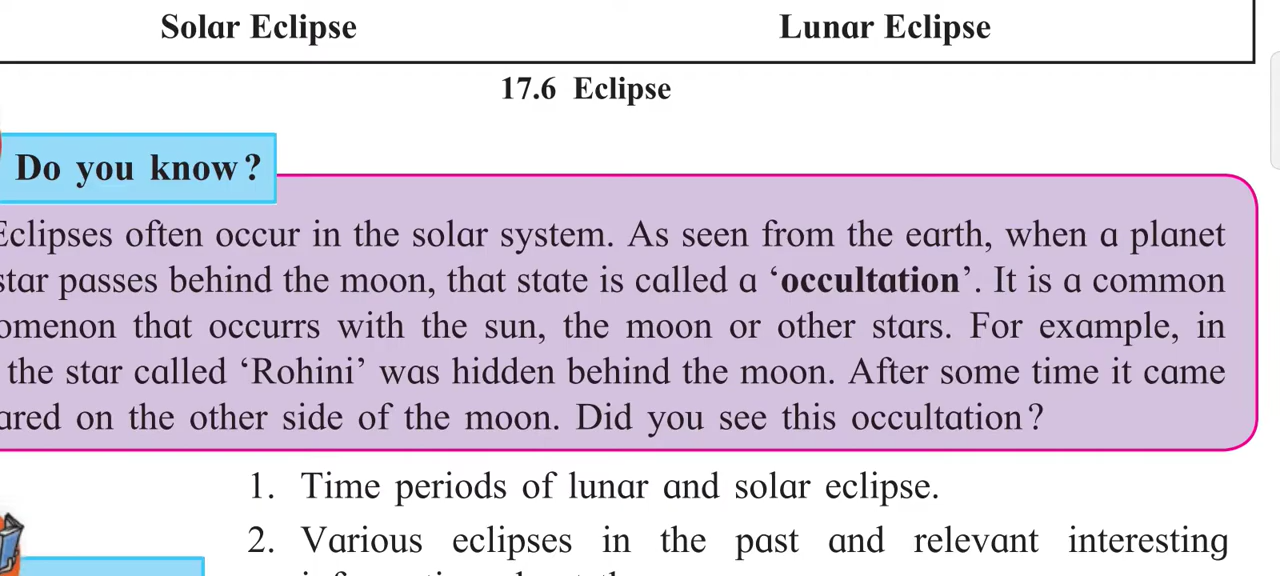 Solar Eclipse Lunar Eclipse
17.6 Eclipse
Do you know?
Eclipses often occur in the solar system. As seen from the earth, when a planet
star passes behind the moon, that state is called a ‘occultation’. It is a common
omenon that occurrs with the sun, the moon or other stars. For example, in
the star called ‘Rohini’ was hidden behind the moon. After some time it came
ared on the other side of the moon. Did you see this occultation?
1. Time periods of lunar and solar eclipse.
2. Various eclipses in the past and relevant interesting